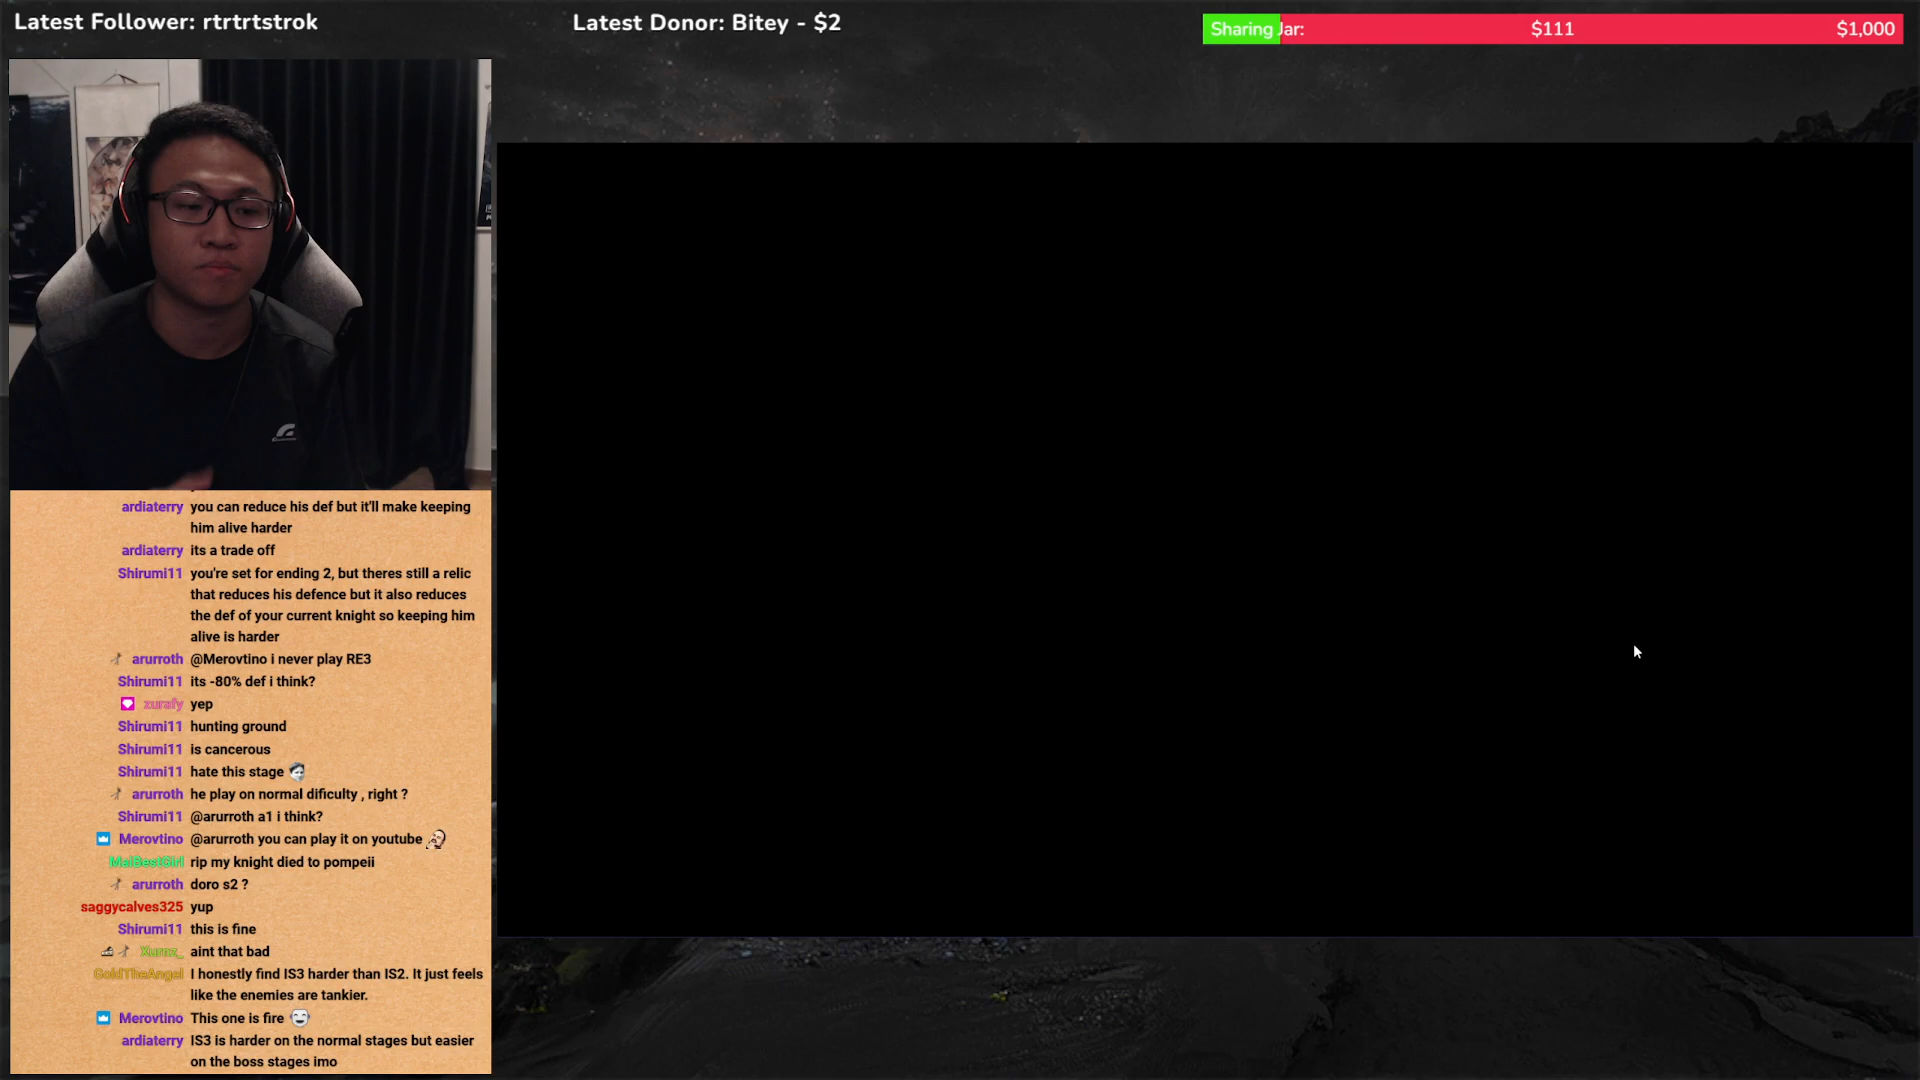 Latest Follower: rtrtrtstrok
Latest Donor: Bitey - $2
Sharing Jar: $111 $1,000
ardiaterry you can reduce his def but it'll make keeping
him alive harder
ardiaterry its a trade off
Shirumi11 you're set for ending 2, but theres still a relic
that reduces his defence but it also reduces
the def of your current knight so keeping him
alive is harder
arurroth @Merovtino i never play RE3
Shirumi11 its -80% def i think?
zurafy yep
Shirumi11 hunting ground
Shirumi11 is cancerous
Shirumi11 hate this stage
arurroth he play on normal dificulty , right ?
Shirumi11 @arurroth a1 i think?
Merovtino @arurroth you can play it on youtube
MalBestGirl rip my knight died to pompeii
arurroth doro s2 ?
saggycalves325 yup
Shirumi11 this is fine
Xurnz_ aint that bad
GoldTheAngel I honestly find IS3 harder than IS2. It just feels
like the enemies are tankier.
Merovtino This one is fire
ardiaterry IS3 is harder on the normal stages but easier
on the boss stages imo